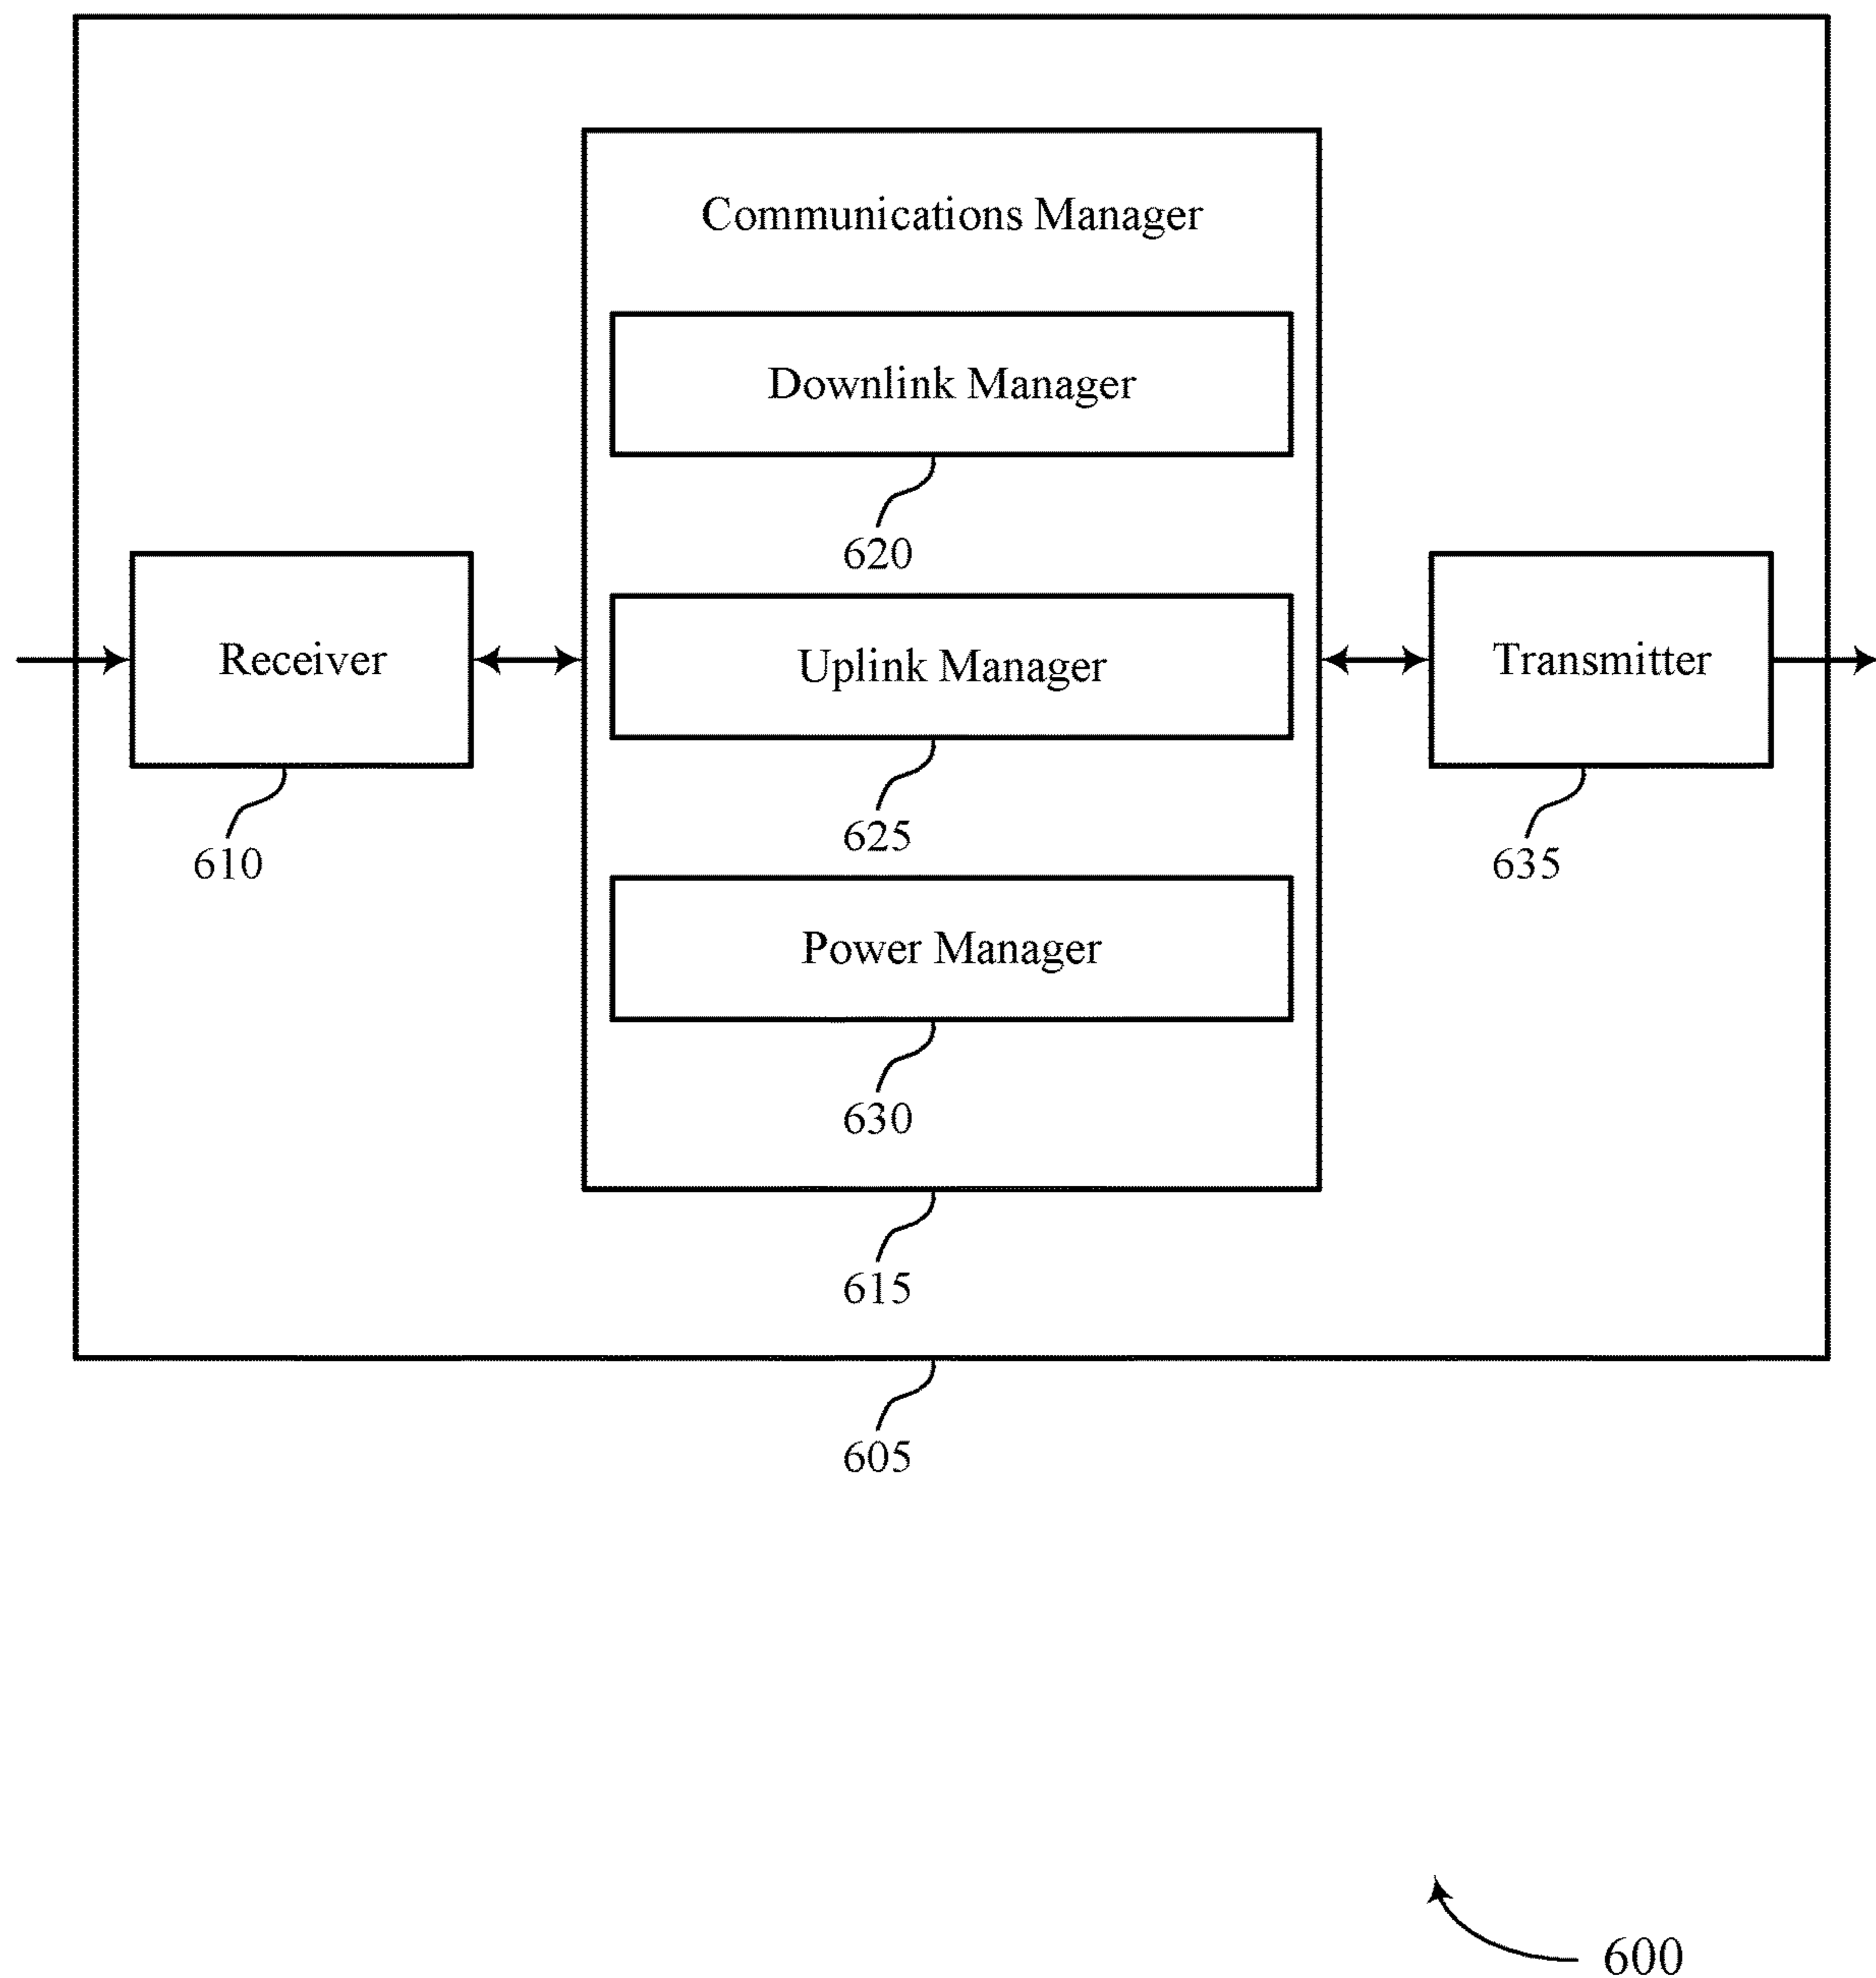 Communications Manager
Downlink Manager
620
Receiver
Uplink Manager
Transmitter
610
625
635
Power Manager
630
615
605
600